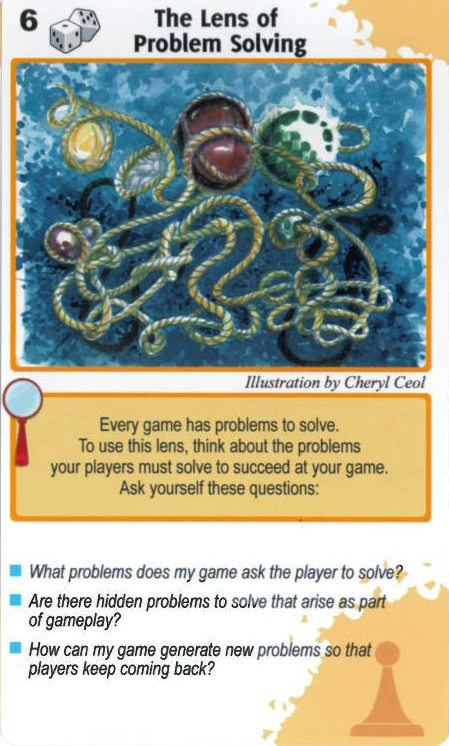 6
The Lens of
Problem Solving
Illustration by Cheryl Ceol
Every game has problems to solve.
To use this lens, think about the problems
your players must solve to succeed at your game.
Ask yourself these questions:
What problems does my game ask the player to solve?
Are there hidden problems to solve that arise as part
of gameplay?
How can my game generate new problems so that
players keep coming back?